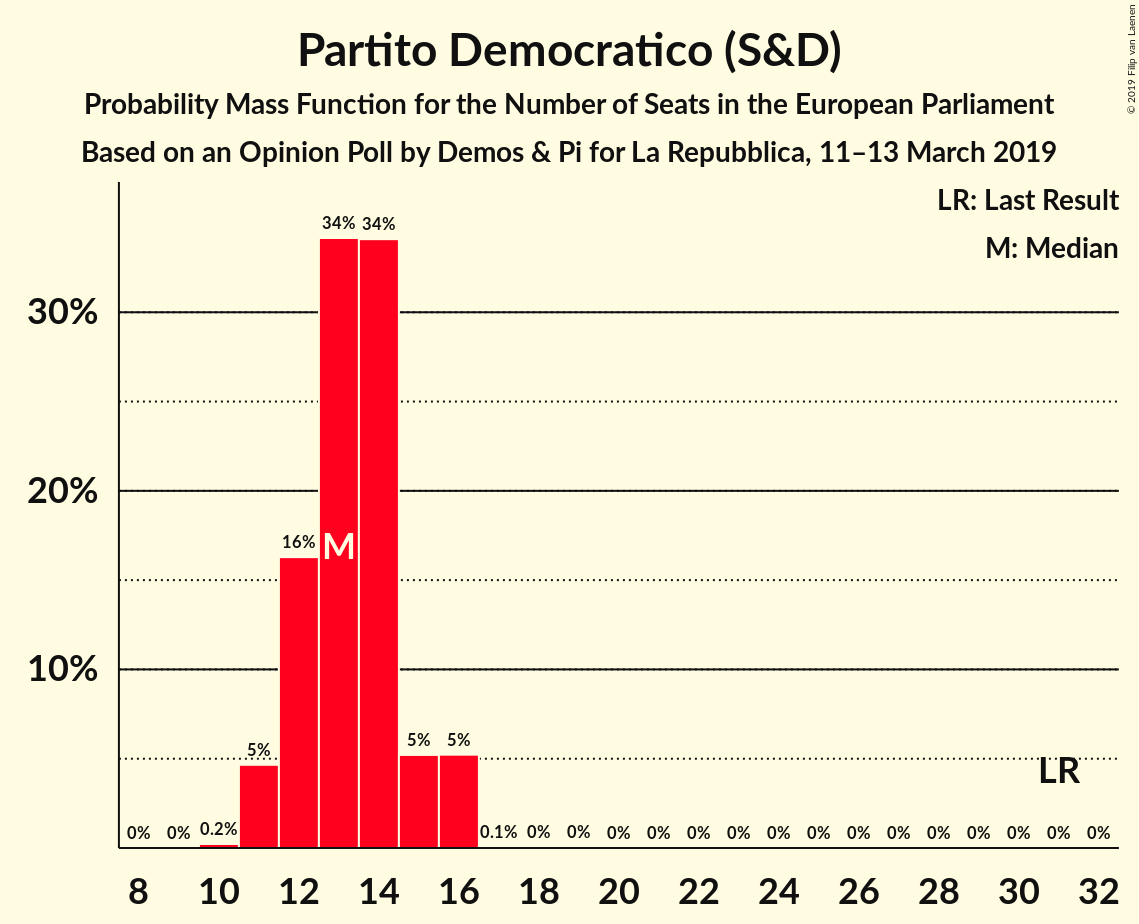 Partito Democratico (S&D)
Probability Mass Function for the Number of Seats in the European Parliament
Based on an Opinion Poll by Demos & Pi for La Repubblica, 11–13 March 2019
© 2019 Filip van Laenen
LR: Last Result
M: Median
34% 34%
30%
20%
16% M
10%
5% 5% 5%
LR
0% 0% 0.2% 0.1% 0% 0% 0% 0% 0% 0% 0% 0% 0% 0% 0% 0% 0% 0%
8 10 12 14 16 18 20 22 24 26 28 30 32